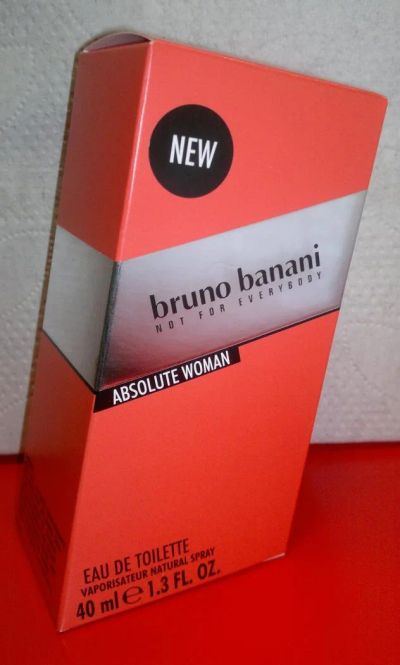 NEW
bruno banani
NOT FOR EVERYBODY
ABSOLUTE WOMAN
EAU DE TOILETTE
VAPORISATEUR NATURAL SPRAY
40 ml e 1.3 FL. OZ.